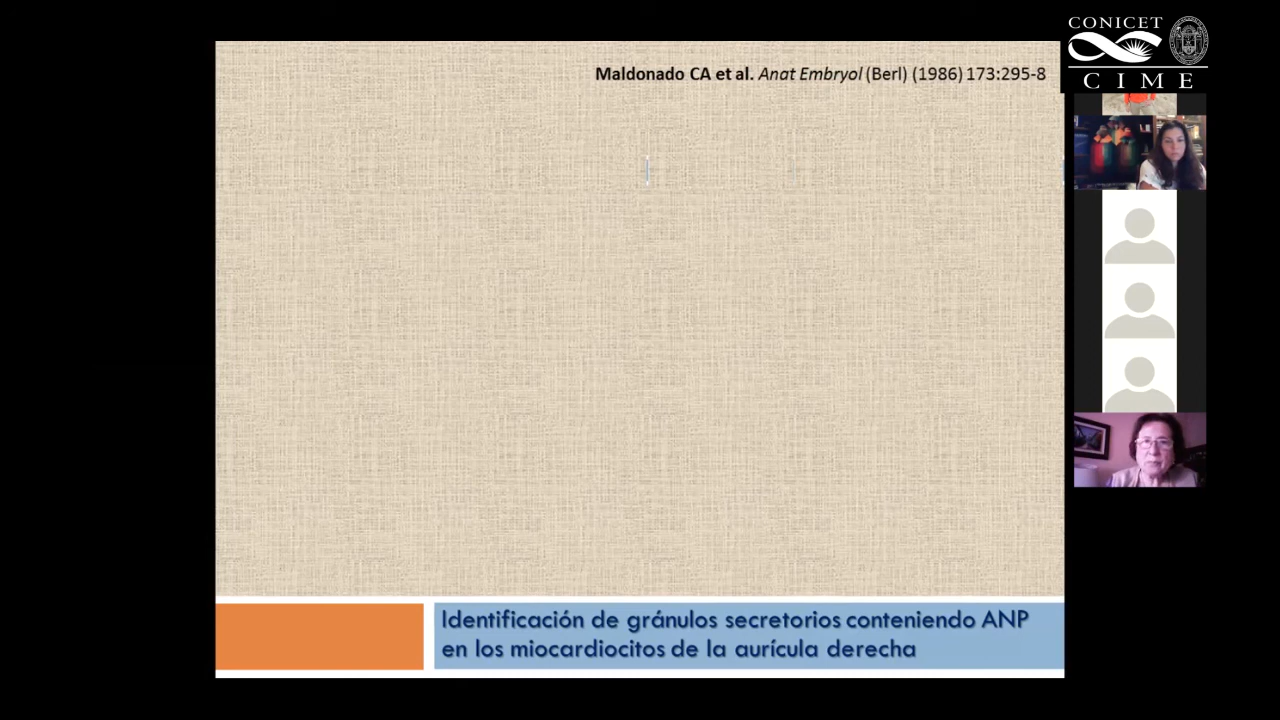 CONICET
CIME
Maldonado CA et al. Anat Embryol (Berl) (1986) 173:295-8
Identificación de gránulos secretorios conteniendo ANP
en los miocardiocitos de la aurícula derecha